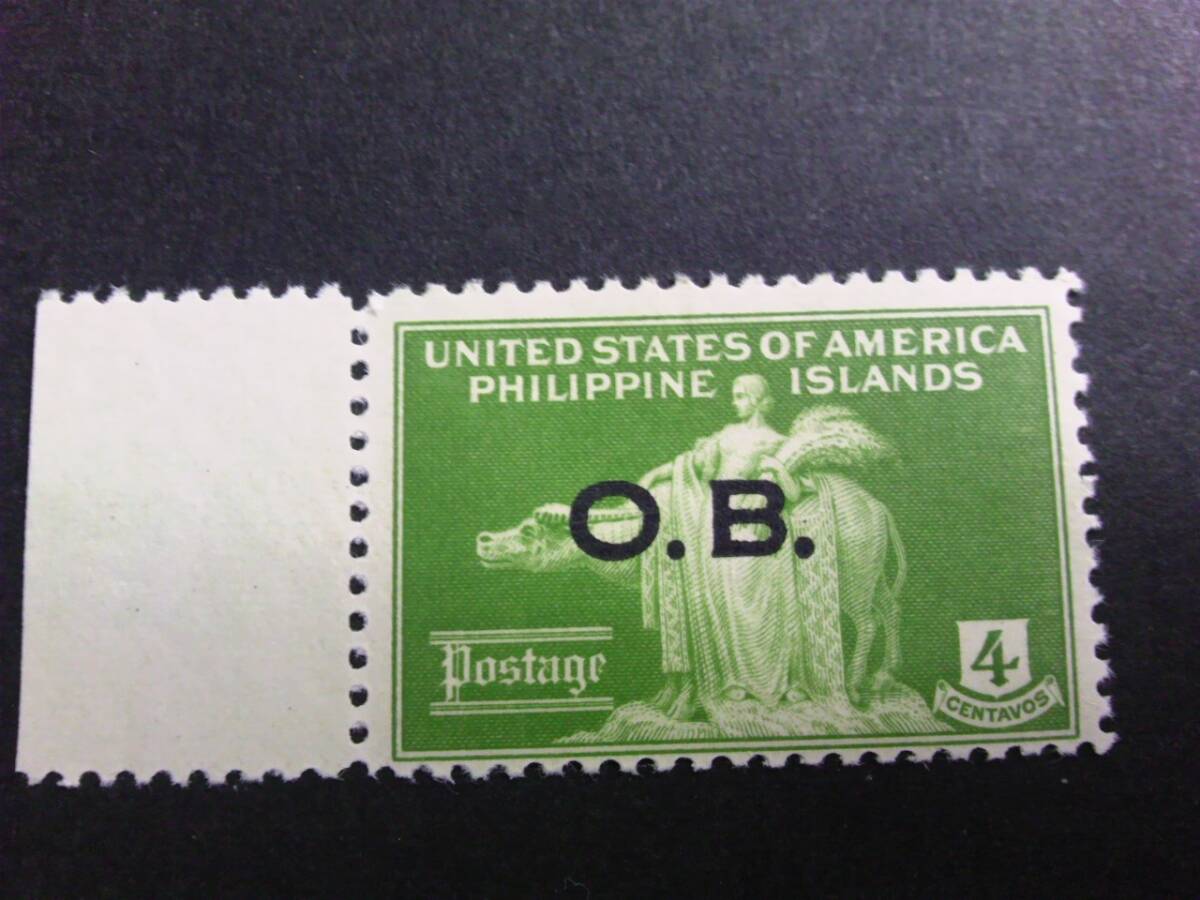 UNITED STATES OF AMERICA
PHILIPPINE ISLANDS
O.B.
Postage
4
CENTAVOS